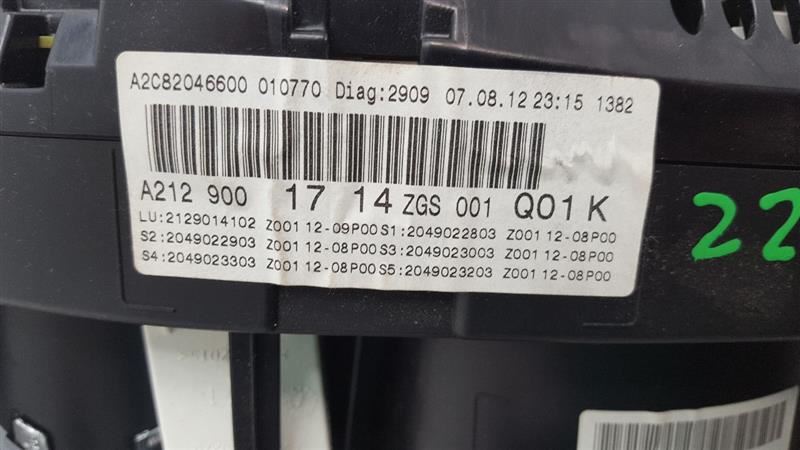 A2C82046600 010770 Diag:2909 07.08.12 23:15 1382
A212 900 17 14 ZGS 001 Q01 K
LU:2129014102 Z001 12-09P00 S1:2049022803 Z001 12-08P00
S2:2049022903 Z001 12-08P00 S3:2049023003 Z001 12-08P00
S4:2049023303 Z001 12-08P00 S5:2049023203 Z001 12-08P00
22